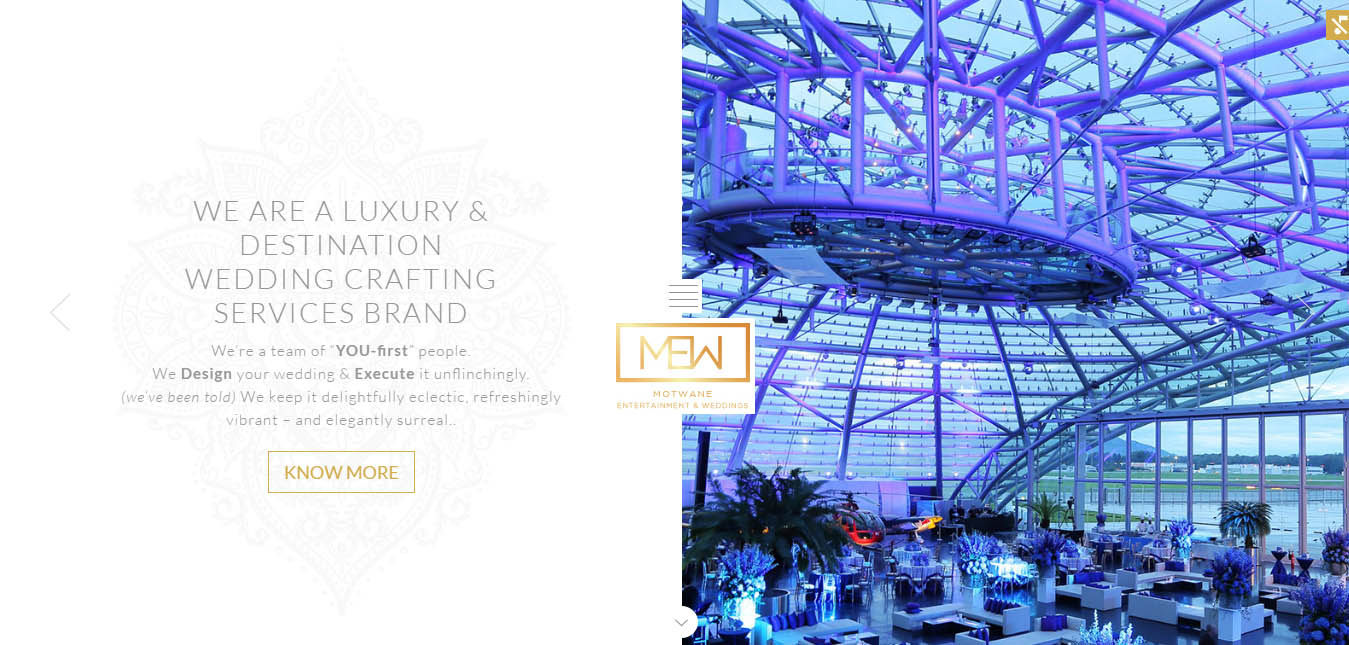 WE ARE A LUXURY &
DESTINATION
WEDDING CRAFTING
SERVICES BRAND
We're a team of “YOU-first” people.
We Design your wedding & Execute it unflinchingly.
(we've been told) We keep it delightfully eclectic, refreshingly
vibrant – and elegantly surreal..
KNOW MORE
MEW
MOTWANE
ENTERTAINMENT & WEDDINGS